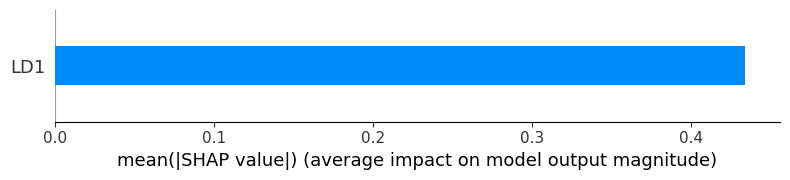 LD1
0.0 0.1 0.2 0.3 0.4
mean(|SHAP value|) (average impact on model output magnitude)